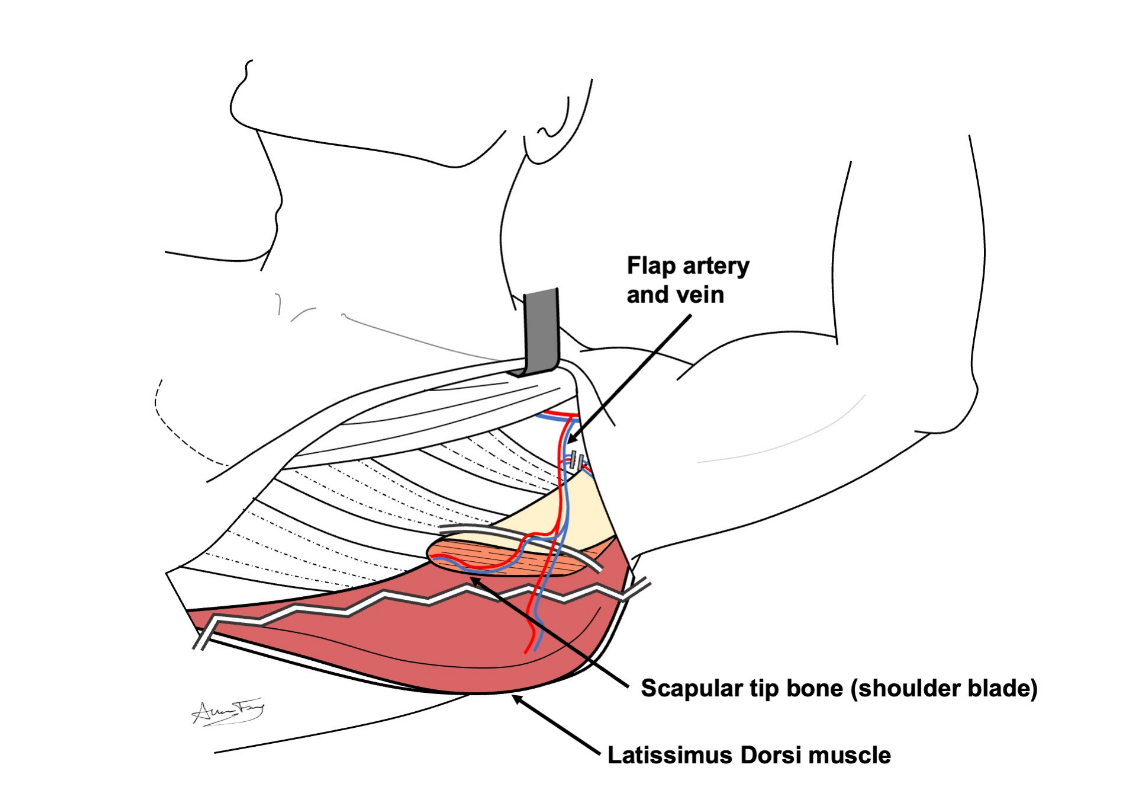 Flap artery
and vein
Scapular tip bone (shoulder blade)
Latissimus Dorsi muscle